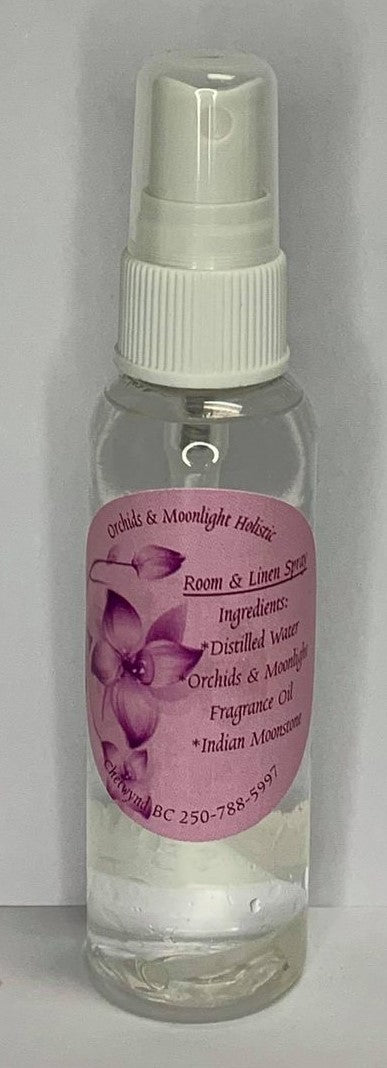 Orchids & Moonlight Holistic
Room & Linen Spray
Ingredients:
*Distilled Water
*Orchids & Moonlight
Fragrance Oil
*Indian Moonstone
Chetwynd BC 250-788-5997